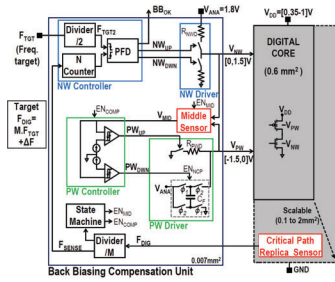 BB_OK
V_ANA=1.8V
V_DD=[0.35-1]V
F_TGT
(Freq. target)
Divider /2
F_TGT2
N Counter
PFD
NW_UP
NW_DWN
R_NWD
NW Controller
NW Driver
V_NW
[0,1.5]V
DIGITAL CORE
(0.6 mm²)
Target
F_DIG=
M.F_TGT
+ΔF
EN_COMP
V_MID
EN_MID
Middle Sensor
PW_UP
R_PWD
V_PW
[-1.5,0]V
V_DD
V_PW
V_NW
PW_DWN
EN_NCP
V_ANA
PW Controller
PW Driver
State Machine
EN_MID
EN_COMP
Scalable
(0.1 to 2mm²)
F_SENSE
Divider /M
F_DIG
Critical Path
Replica Sensor
0.007mm²
Back Biasing Compensation Unit
GND